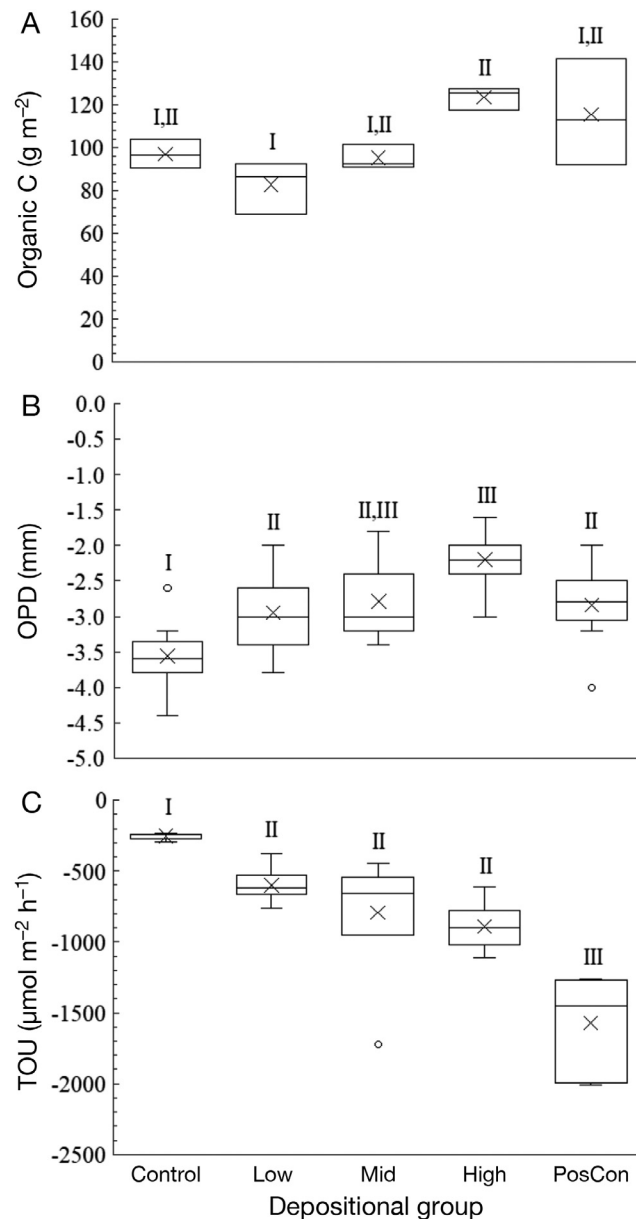 A
Organic C (g m⁻²)
160
140
120
100
80
60
40
20
0
I,II
I
I,II
II
I,II
B
OPD (mm)
0.0
-0.5
-1.0
-1.5
-2.0
-2.5
-3.0
-3.5
-4.0
-4.5
-5.0
I
II
II,III
III
II
C
TOU (µmol m⁻² h⁻¹)
0
-500
-1000
-1500
-2000
-2500
I
II
II
II
III
Control Low Mid High PosCon
Depositional group